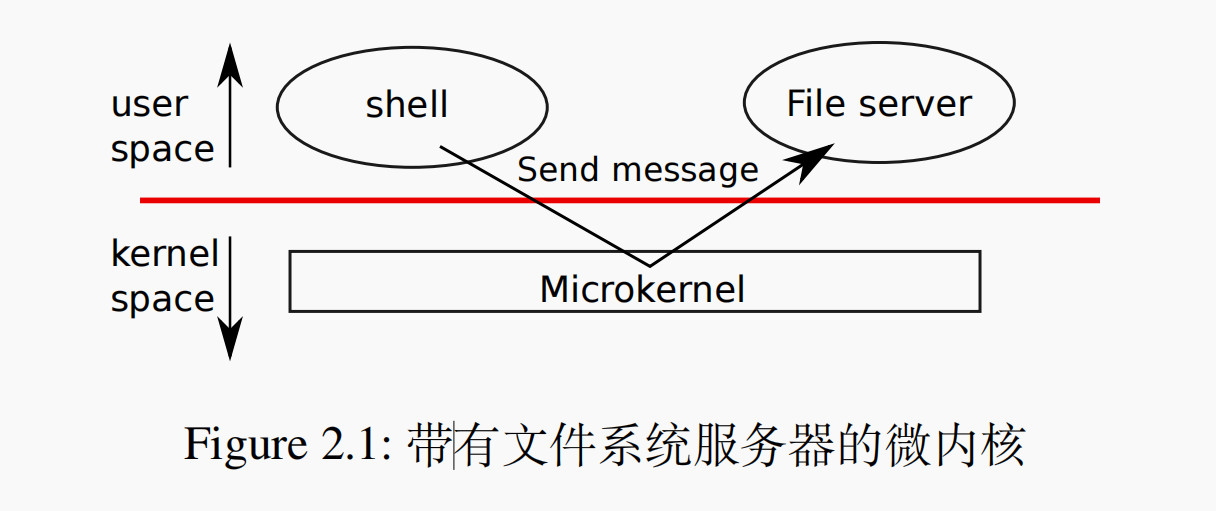 user
space
shell
File server
Send message
kernel
space
Microkernel
Figure 2.1: 带有文件系统服务器的微内核